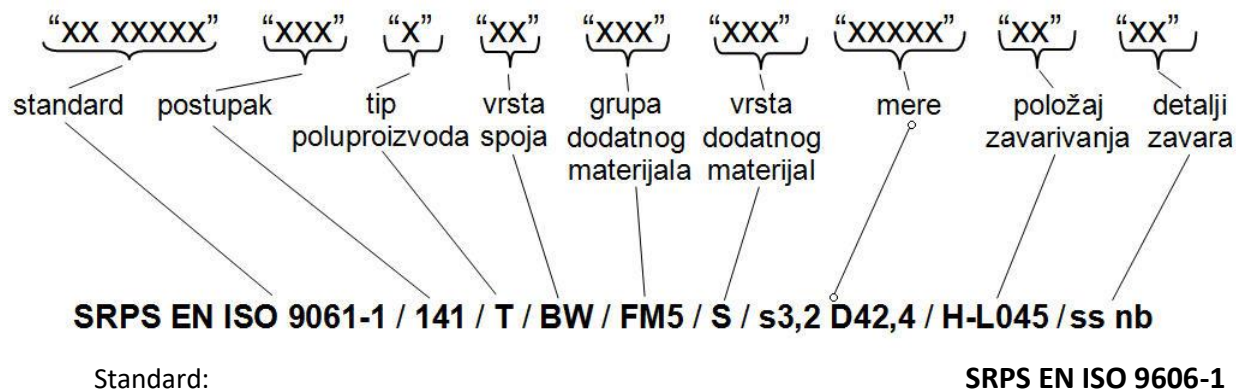 “xx xxxxx” “xxx” “x” “xx” “xxx” “xxx” “xxxxx” “xx” “xx”
standard postupak tip vrsta grupa vrsta mere položaj detalji
poluproizvoda spoja dodatnog dodatnog zavarivanja zavara
materijala materijal
SRPS EN ISO 9061-1 / 141 / T / BW / FM5 / S / s3,2 D42,4 / H-L045 / ss nb
Standard: SRPS EN ISO 9606-1